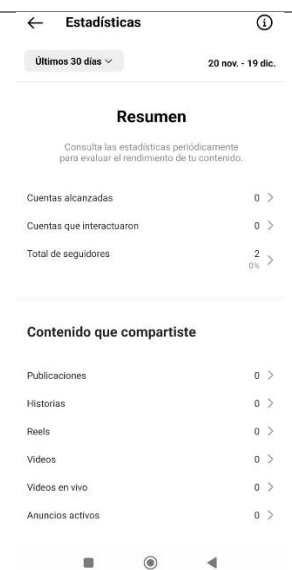 Estadísticas
Últimos 30 días
20 nov. - 19 dic.
Resumen
Consulta las estadísticas periódicamente
para evaluar el rendimiento de tu contenido.
Cuentas alcanzadas 0
Cuentas que interactuaron 0
Total de seguidores 2
0%
Contenido que compartiste
Publicaciones 0
Historias 0
Reels 0
Videos 0
Videos en vivo 0
Anuncios activos 0